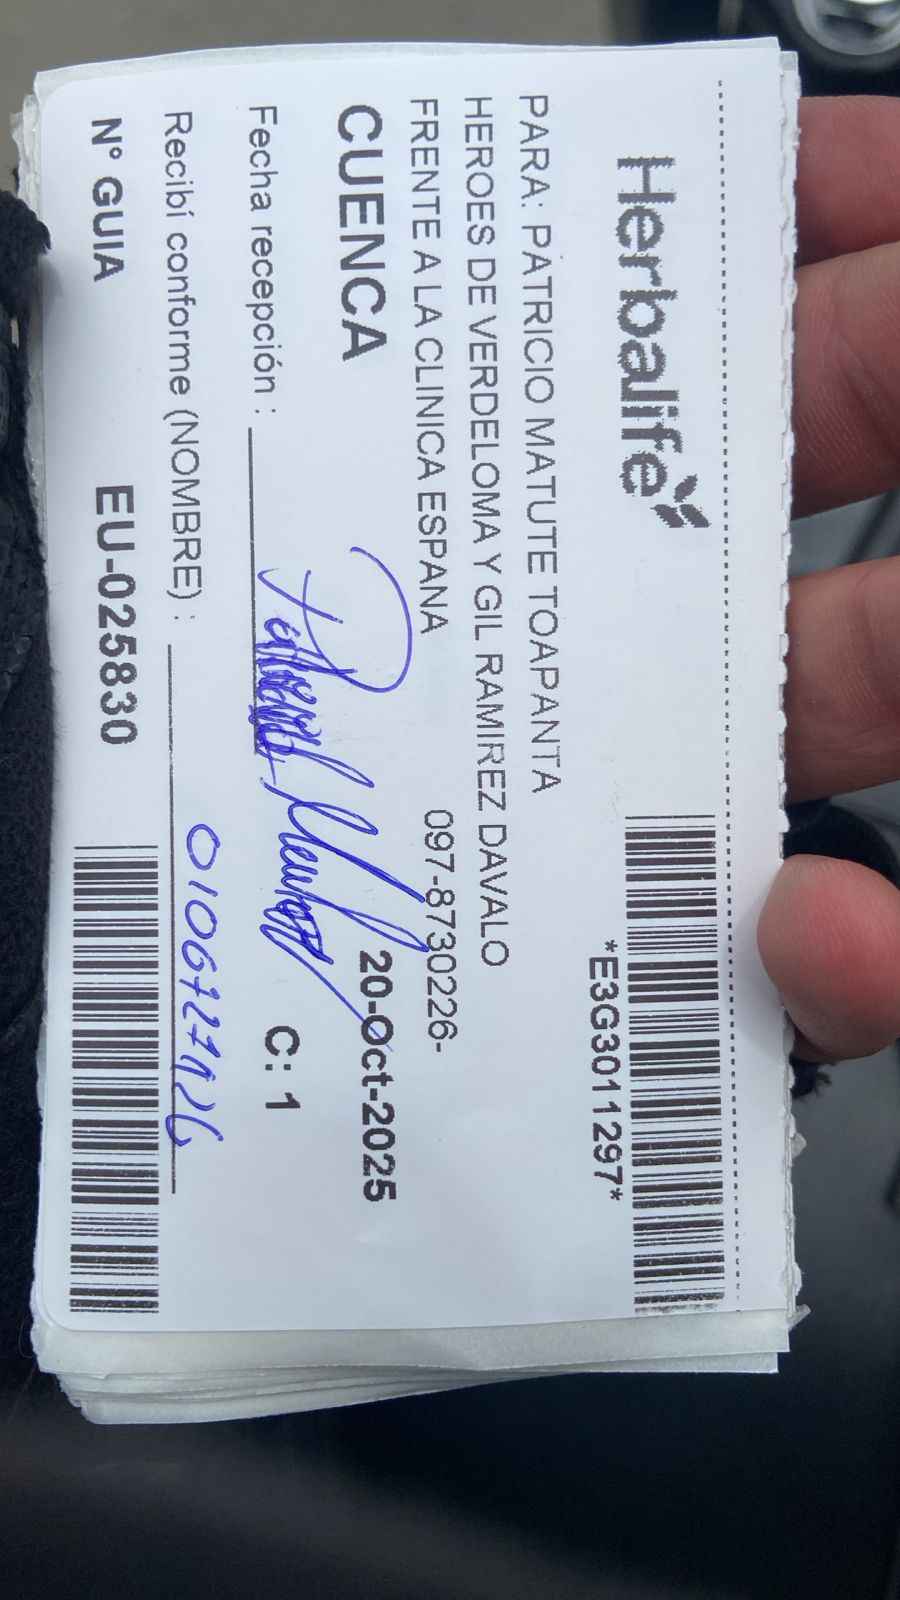 Herbalife
*E3G3011297*
PARA: PATRICIO MATUTE TOAPANTA
HEROES DE VERDELOMA Y GIL RAMIREZ DAVALO
FRENTE A LA CLINICA ESPANA
097-8730226-
CUENCA
20-Oct-2025
Fecha recepción :
C: 1
Recibí conforme (NOMBRE) :
N° GUIA
EU-025830